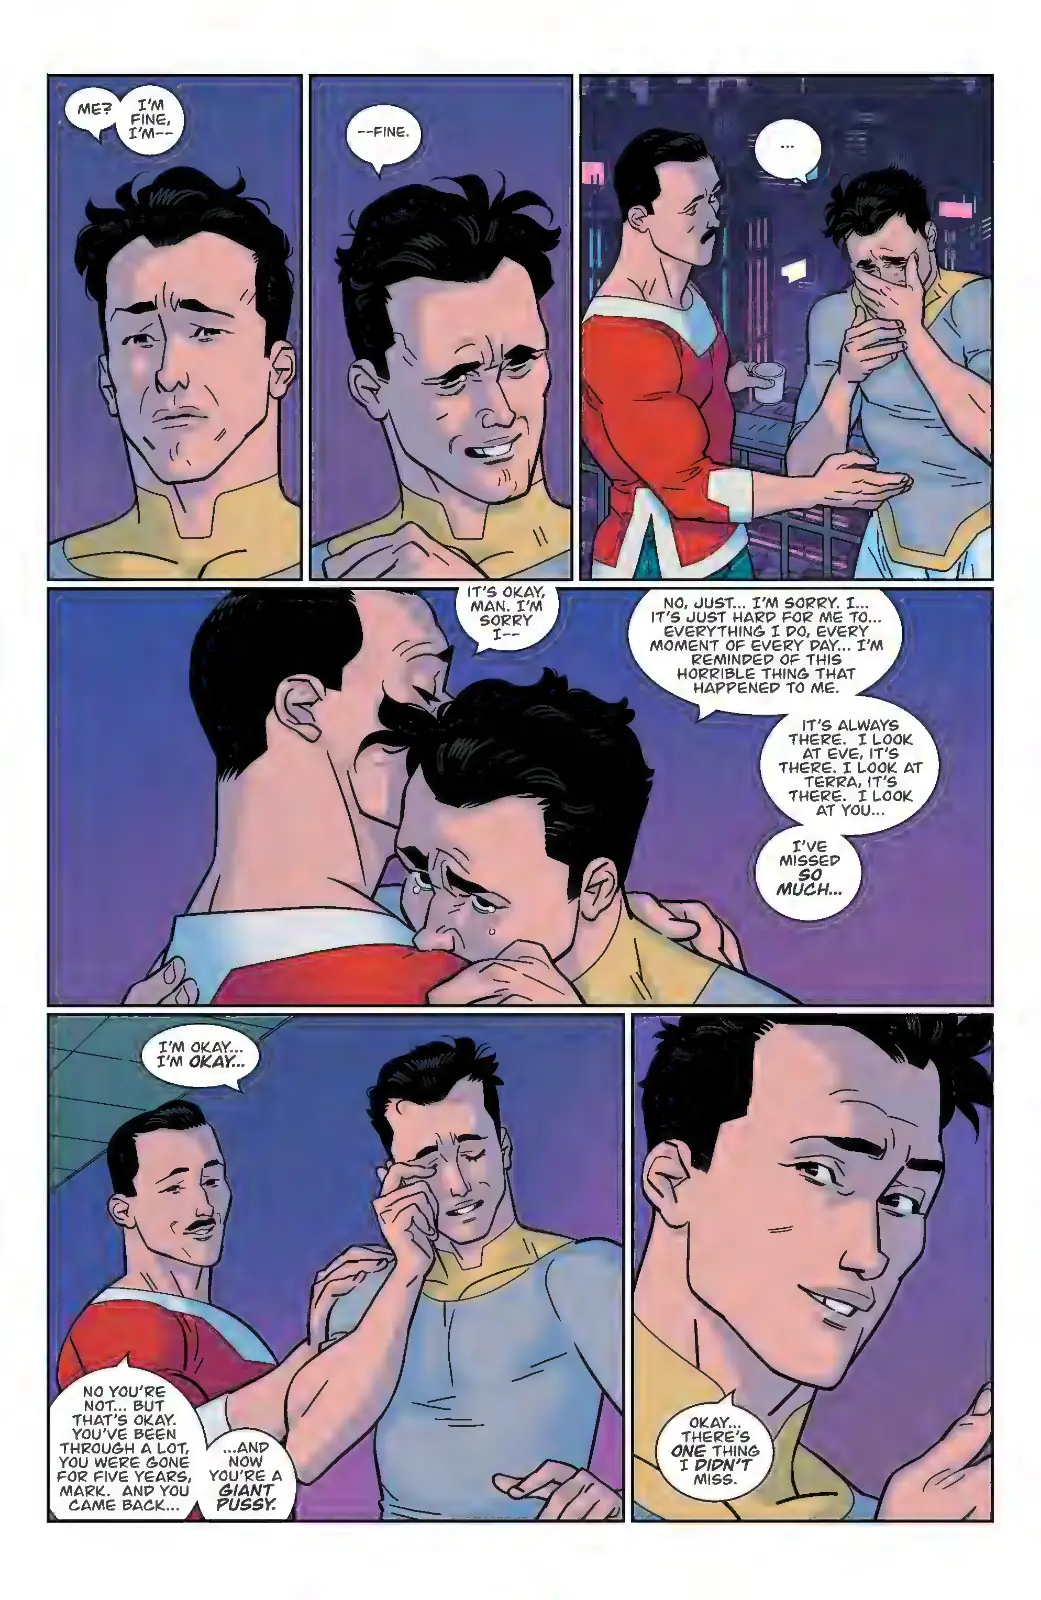 ME?
I'M
FINE,
I'M--
--FINE.
...
IT'S OKAY,
MAN. I'M
SORRY
I--
NO, JUST... I'M SORRY. I...
IT'S JUST HARD FOR ME TO...
EVERYTHING I DO, EVERY
MOMENT OF EVERY DAY... I'M
REMINDED OF THIS
HORRIBLE THING THAT
HAPPENED TO ME.
IT'S ALWAYS
THERE. I LOOK
AT EVE, IT'S
THERE. I LOOK AT
TERRA, IT'S
THERE. I LOOK
AT YOU...
I'VE
MISSED
SO
MUCH...
I'M OKAY...
I'M OKAY...
NO YOU'RE
NOT... BUT
THAT'S OKAY.
YOU'VE BEEN
THROUGH A LOT,
YOU WERE GONE
FOR FIVE YEARS,
MARK. AND YOU
CAME BACK...
...AND
NOW
YOU'RE A
GIANT
PUSSY.
OKAY...
THERE'S
ONE THING
I DIDN'T
MISS.